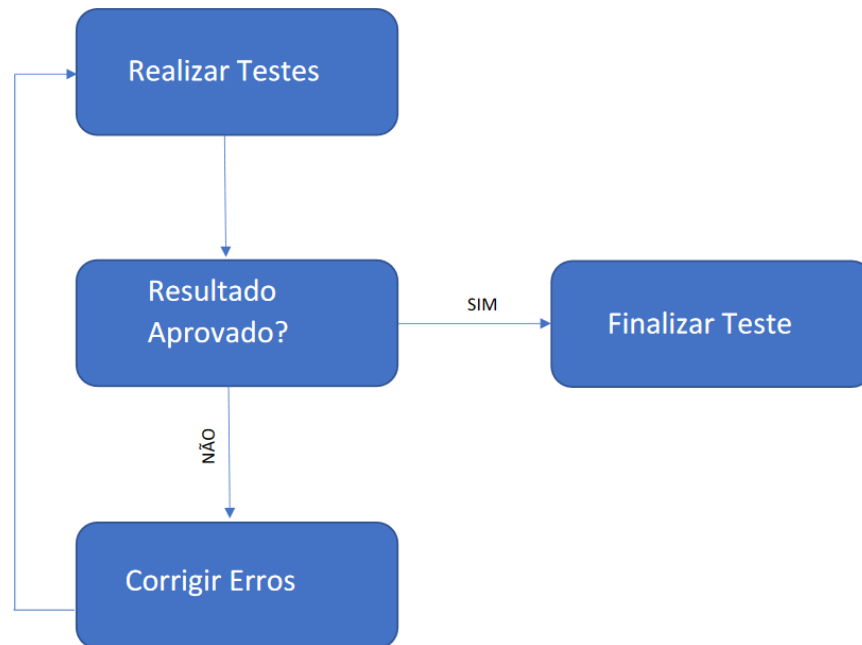 Realizar Testes
Resultado
Aprovado?
SIM
Finalizar Teste
NÃO
Corrigir Erros